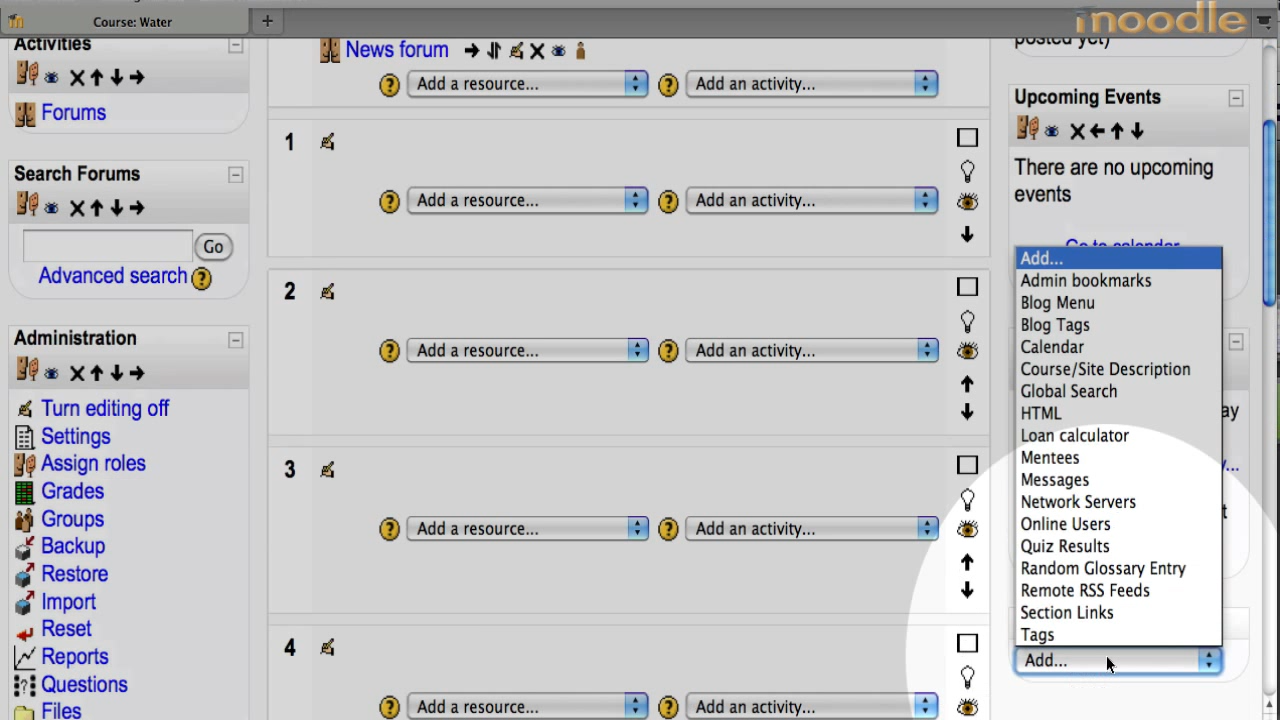 Course: Water
moodle
Activities
Forums
Search Forums
Go
Advanced search
Administration
Turn editing off
Settings
Assign roles
Grades
Groups
Backup
Restore
Import
Reset
Reports
Questions
Files
News forum
Add a resource... Add an activity...
1
Add a resource... Add an activity...
2
Add a resource... Add an activity...
3
Add a resource... Add an activity...
4
Add a resource... Add an activity...
posted yet)
Upcoming Events
There are no upcoming
events
Go to calendar
Add...
Admin bookmarks
Blog Menu
Blog Tags
Calendar
Course/Site Description
Global Search
HTML
Loan calculator
Mentees
Messages
Network Servers
Online Users
Quiz Results
Random Glossary Entry
Remote RSS Feeds
Section Links
Tags
Add...